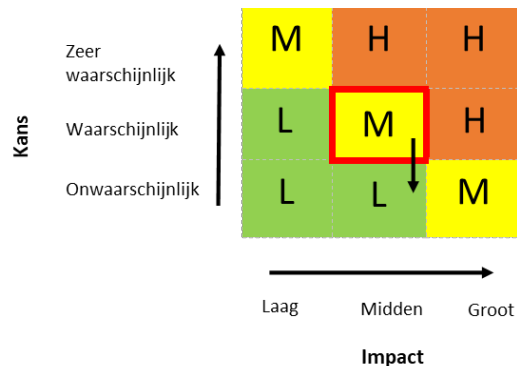 Zeer
waarschijnlijk
M H H
Kans
Waarschijnlijk
L M H
Onwaarschijnlijk
L L M
Laag Midden Groot
Impact